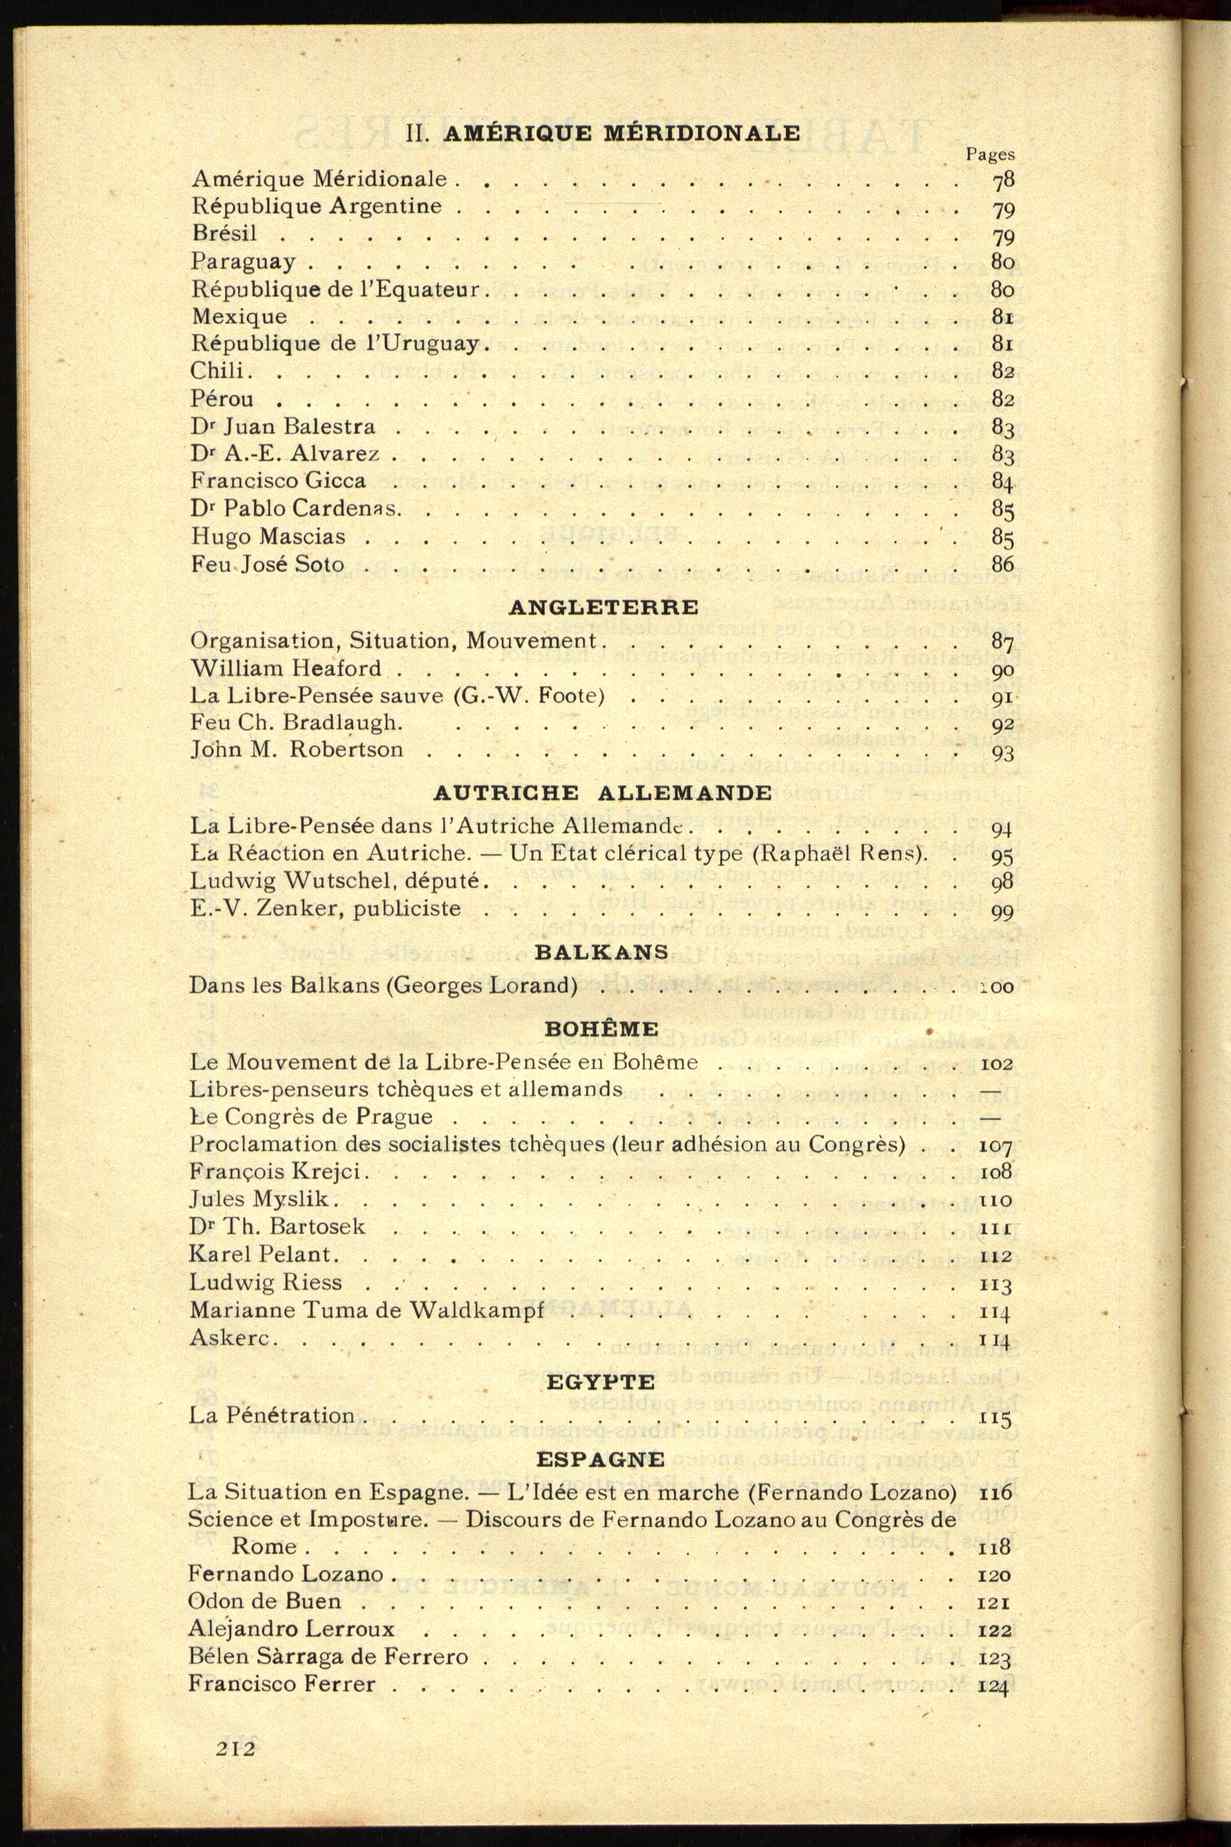 II. AMÉRIQUE MÉRIDIONALE
Pages
Amérique Méridionale . . . . . . . . . . . . . . . . . . 78
République Argentine . . . . . . . . . . . . . . . . . . 79
Brésil . . . . . . . . . . . . . . . . . . . . . . . . 79
Paraguay . . . . . . . . . . . . . . . . . . . . . . . 80
République de l'Equateur. . . . . . . . . . . . . . . . . 80
Mexique . . . . . . . . . . . . . . . . . . . . . . . 81
République de l'Uruguay. . . . . . . . . . . . . . . . . 81
Chili. . . . . . . . . . . . . . . . . . . . . . . . . 82
Pérou . . . . . . . . . . . . . . . . . . . . . . . . 82
Dr Juan Balestra . . . . . . . . . . . . . . . . . . . . 83
Dr A.-E. Alvarez . . . . . . . . . . . . . . . . . . . . 83
Francisco Gicca . . . . . . . . . . . . . . . . . . . . 84
Dr Pablo Cardenas. . . . . . . . . . . . . . . . . . . . 85
Hugo Mascias . . . . . . . . . . . . . . . . . . . . . 85
Feu José Soto . . . . . . . . . . . . . . . . . . . . . 86
ANGLETERRE
Organisation, Situation, Mouvement. . . . . . . . . . . . . 87
William Heaford . . . . . . . . . . . . . . . . . . . . 90
La Libre-Pensée sauve (G.-W. Foote) . . . . . . . . . . . . 91
Feu Ch. Bradlaugh. . . . . . . . . . . . . . . . . . . . 92
John M. Robertson . . . . . . . . . . . . . . . . . . . 93
AUTRICHE ALLEMANDE
La Libre-Pensée dans l'Autriche Allemande. . . . . . . . . . 94
La Réaction en Autriche. — Un Etat clérical type (Raphaël Rens). . 95
Ludwig Wutschel, député. . . . . . . . . . . . . . . . . 98
E.-V. Zenker, publiciste . . . . . . . . . . . . . . . . . 99
BALKANS
Dans les Balkans (Georges Lorand) . . . . . . . . . . . . . 100
BOHÊME
Le Mouvement de la Libre-Pensée en Bohême . . . . . . . . . 102
Libres-penseurs tchèques et allemands . . . . . . . . . . . —
Le Congrès de Prague . . . . . . . . . . . . . . . . . . —
Proclamation des socialistes tchèques (leur adhésion au Congrès) . . 107
François Krejci. . . . . . . . . . . . . . . . . . . . . 108
Jules Myslik. . . . . . . . . . . . . . . . . . . . . . 110
Dr Th. Bartosek . . . . . . . . . . . . . . . . . . . . 111
Karel Pelant. . . . . . . . . . . . . . . . . . . . . . 112
Ludwig Riess . . . . . . . . . . . . . . . . . . . . . 113
Marianne Tuma de Waldkampf . . . . . . . . . . . . . . 114
Askerc. . . . . . . . . . . . . . . . . . . . . . . . 114
EGYPTE
La Pénétration . . . . . . . . . . . . . . . . . . . . . 115
ESPAGNE
La Situation en Espagne. — L'Idée est en marche (Fernando Lozano) 116
Science et Imposture. — Discours de Fernando Lozano au Congrès de
Rome . . . . . . . . . . . . . . . . . . . . . . . 118
Fernando Lozano . . . . . . . . . . . . . . . . . . . . 120
Odon de Buen . . . . . . . . . . . . . . . . . . . . . 121
Alejandro Lerroux . . . . . . . . . . . . . . . . . . . 122
Bélen Sàrraga de Ferrero . . . . . . . . . . . . . . . . . 123
Francisco Ferrer . . . . . . . . . . . . . . . . . . . . 124
212